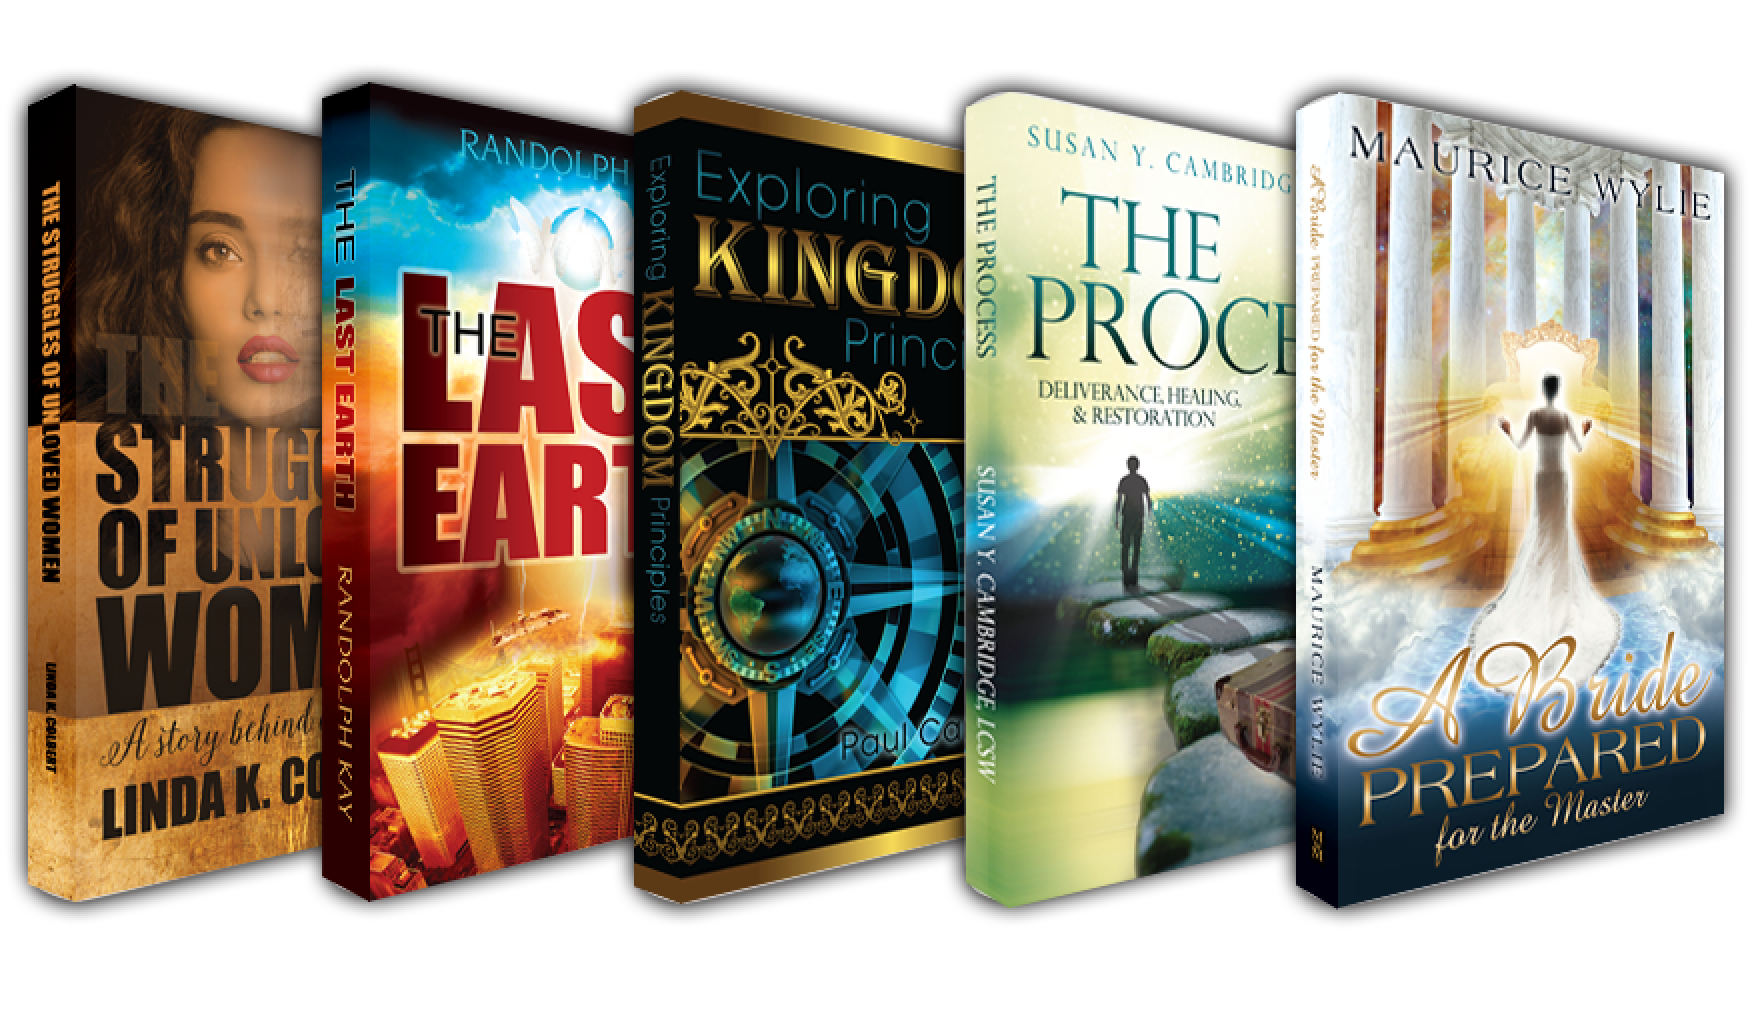 THE STRUGGLES OF UNLOVED WOMEN
LINDA K. COLBERT
THE
STRUGG
OF UNLO
WOM
A story behind
LINDA K. CO
THE LAST EARTH
RANDOLPH KAY
RANDOLPH
THE LAS
EART
Exploring KINGDOM Principles
Exploring
KINGDO
Princi
Paul Ca
THE PROCESS
SUSAN Y. CAMBRIDGE, LCSW
SUSAN Y. CAMBRIDG
THE
PROCE
DELIVERANCE, HEALING,
& RESTORATION
A Bride PREPARED for the Master
MAURICE WYLIE
MAURICE WYLIE
A Bride
PREPARED
for the Master